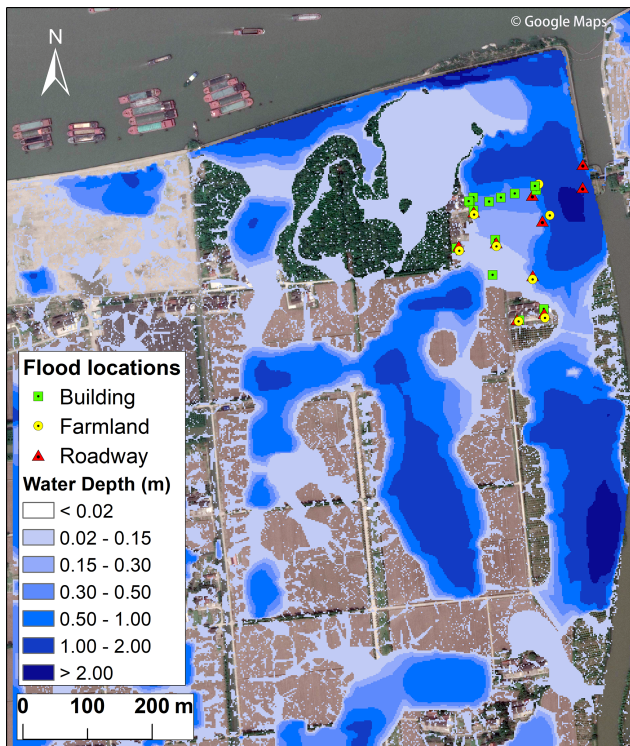 © Google Maps
N
Flood locations
Building
Farmland
Roadway
Water Depth (m)
< 0.02
0.02 - 0.15
0.15 - 0.30
0.30 - 0.50
0.50 - 1.00
1.00 - 2.00
> 2.00
0 100 200 m